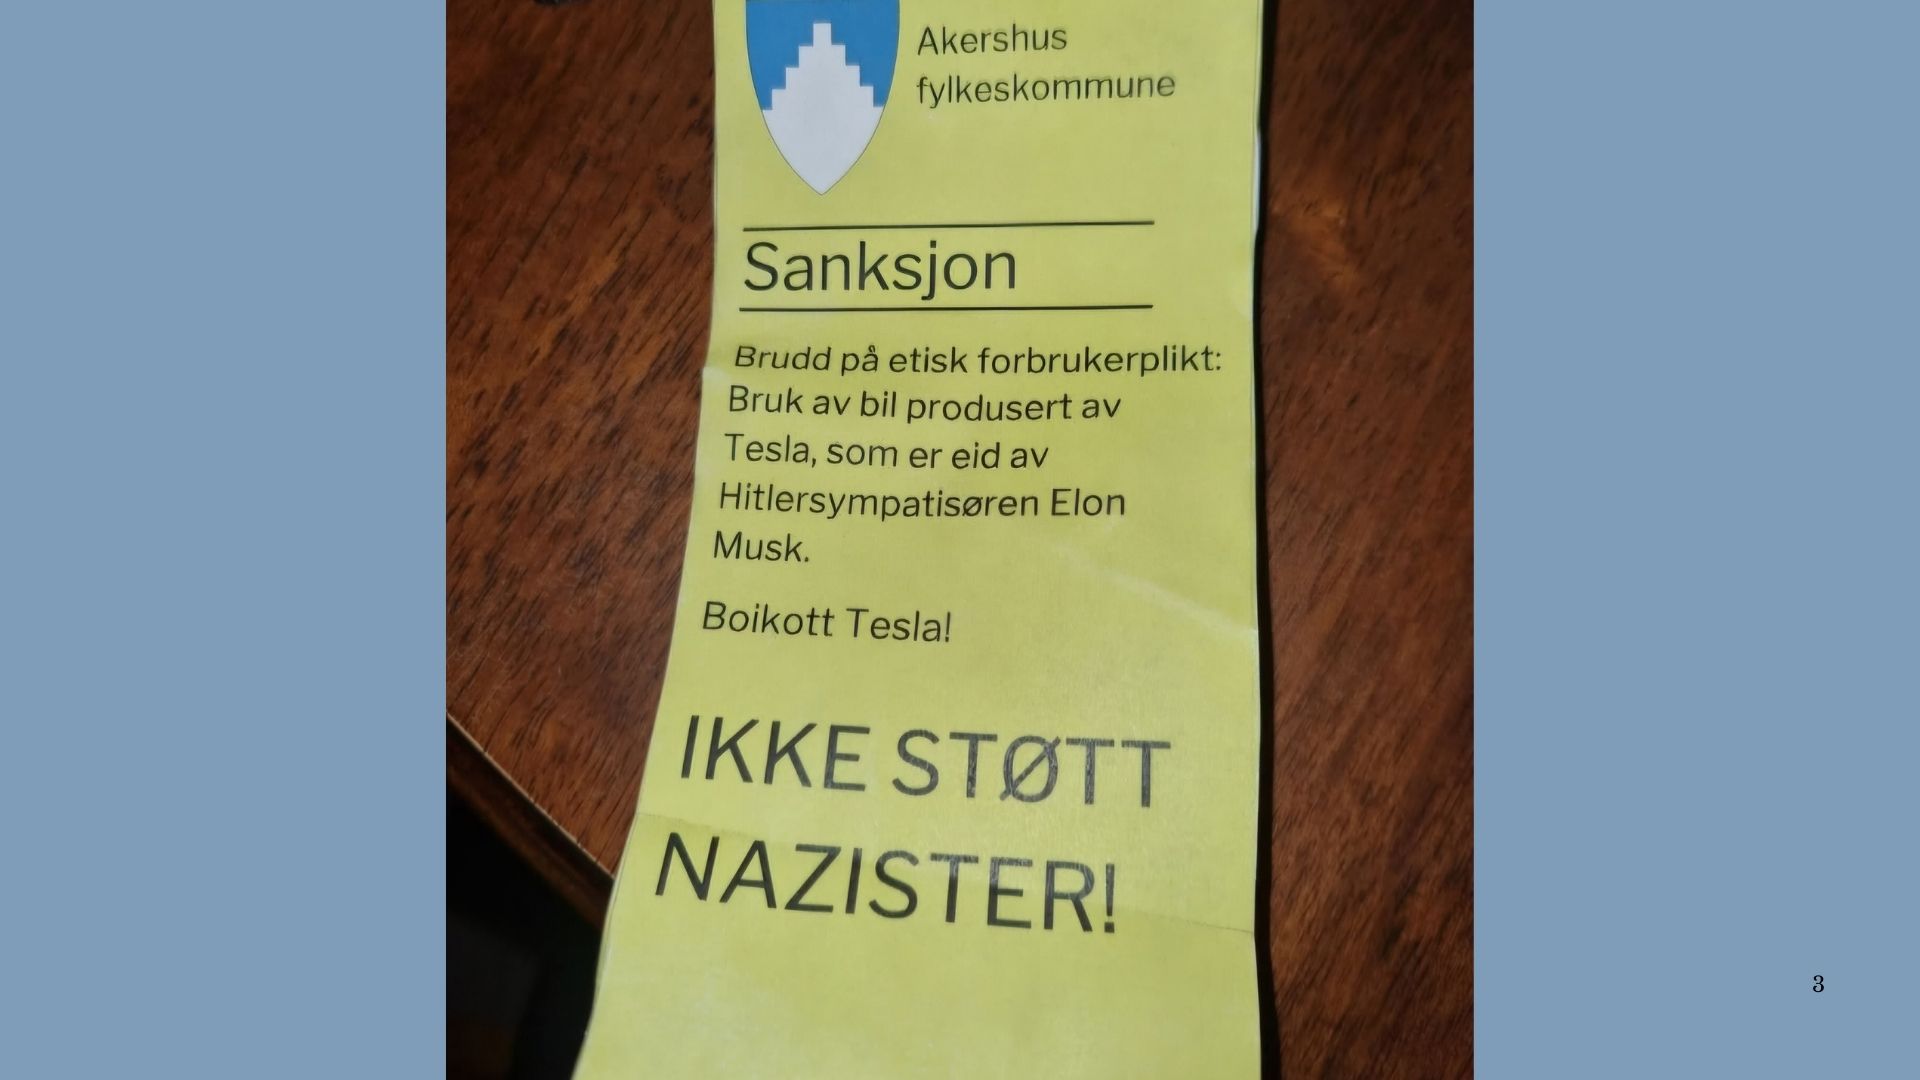 Akershus
fylkeskommune
Sanksjon
Brudd på etisk forbrukerplikt:
Bruk av bil produsert av
Tesla, som er eid av
Hitlersympatisøren Elon
Musk.
Boikott Tesla!
IKKE STØTT
NAZISTER!
3